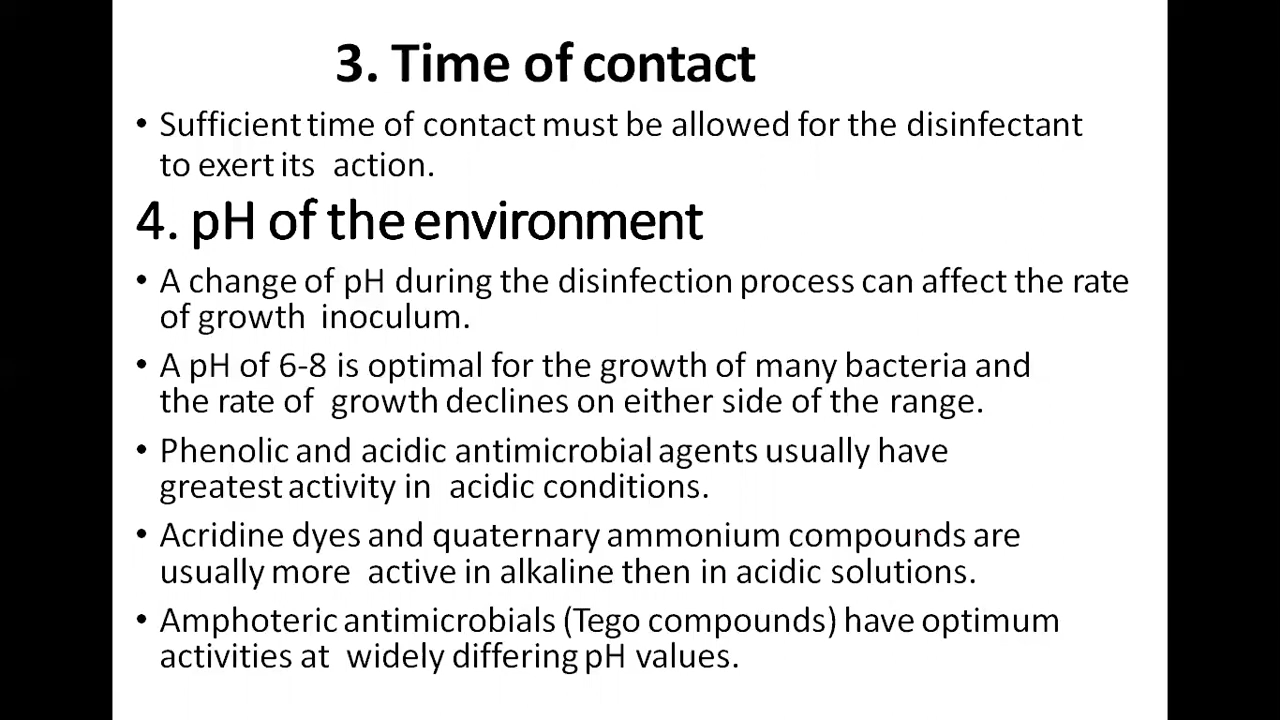 3. Time of contact
• Sufficient time of contact must be allowed for the disinfectant
to exert its action.
4. pH of the environment
• A change of pH during the disinfection process can affect the rate
of growth inoculum.
• A pH of 6-8 is optimal for the growth of many bacteria and
the rate of growth declines on either side of the range.
• Phenolic and acidic antimicrobial agents usually have
greatest activity in acidic conditions.
• Acridine dyes and quaternary ammonium compounds are
usually more active in alkaline then in acidic solutions.
• Amphoteric antimicrobials (Tego compounds) have optimum
activities at widely differing pH values.